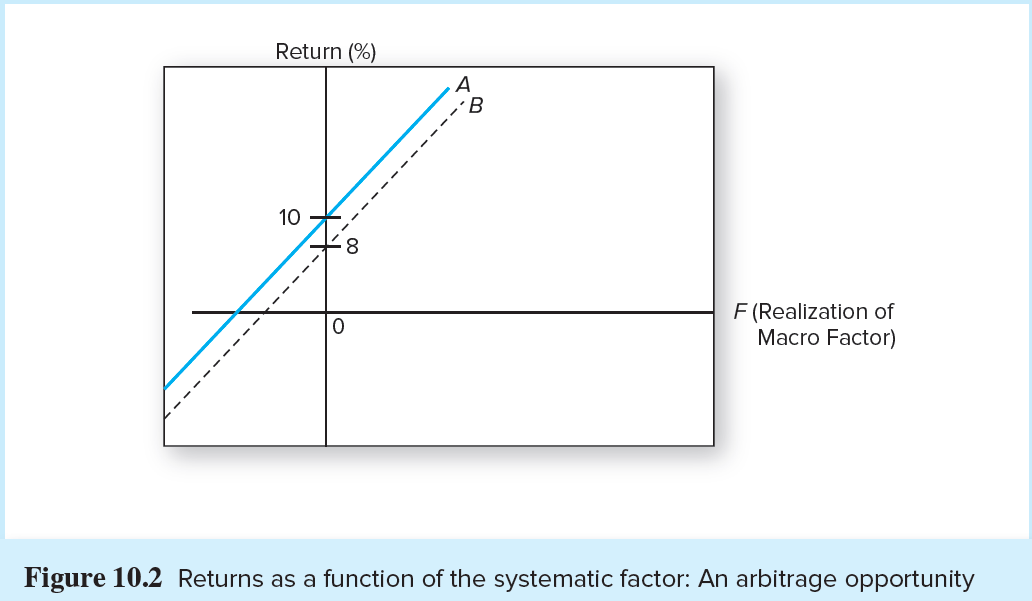 Return (%)
A
B
10
8
0
F (Realization of
Macro Factor)
Figure 10.2 Returns as a function of the systematic factor: An arbitrage opportunity